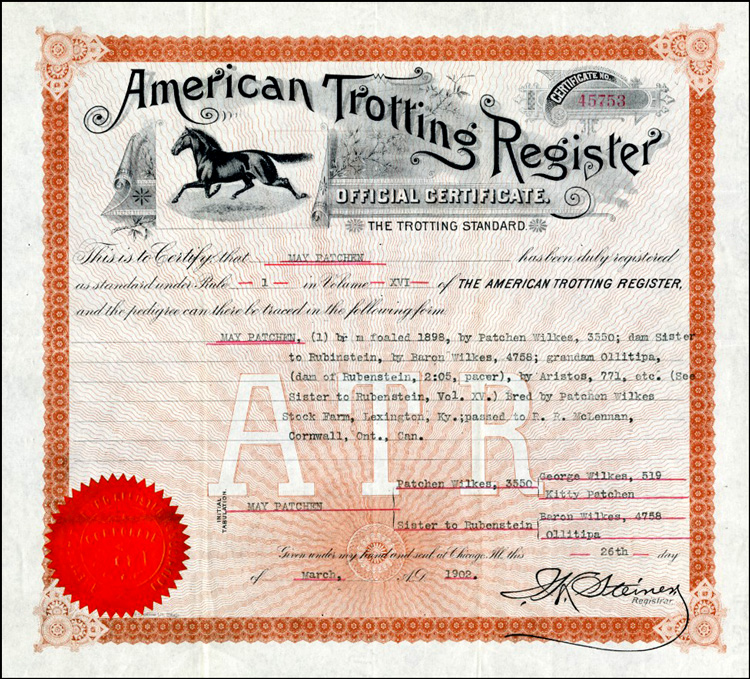 American Trotting Register
CERTIFICATE NO.
45753
OFFICIAL CERTIFICATE.
THE TROTTING STANDARD.
This is to Certify, that MAY PATCHEN has been duly registered
as standard under Rule — 1 — in Volume — XVI — of THE AMERICAN TROTTING REGISTER,
and the pedigree can there be traced in the following form
MAY PATCHEN, (1) br m foaled 1898, by Patchen Wilkes, 3550; dam Sister
to Rubinstein, by Baron Wilkes, 4758; grandam Ollitipa,
(dam of Rubenstein, 2:05, pacer), by Aristos, 771, etc. (See
Sister to Rubenstein, Vol. XV.) Bred by Patchen Wilkes
Stock Farm, Lexington, Ky.; passed to R. R. McLennan,
Cornwall, Ont., Can.
ATR
INITIAL TABULATION.
MAY PATCHEN
Patchen Wilkes, 3550
George Wilkes, 519
Kitty Patchen
Sister to Rubenstein
Baron Wilkes, 4758
Ollitipa
Given under my hand and seal at Chicago, Ill. this — 26th — day
of March, A.D. 1902.
Steiner
Registrar